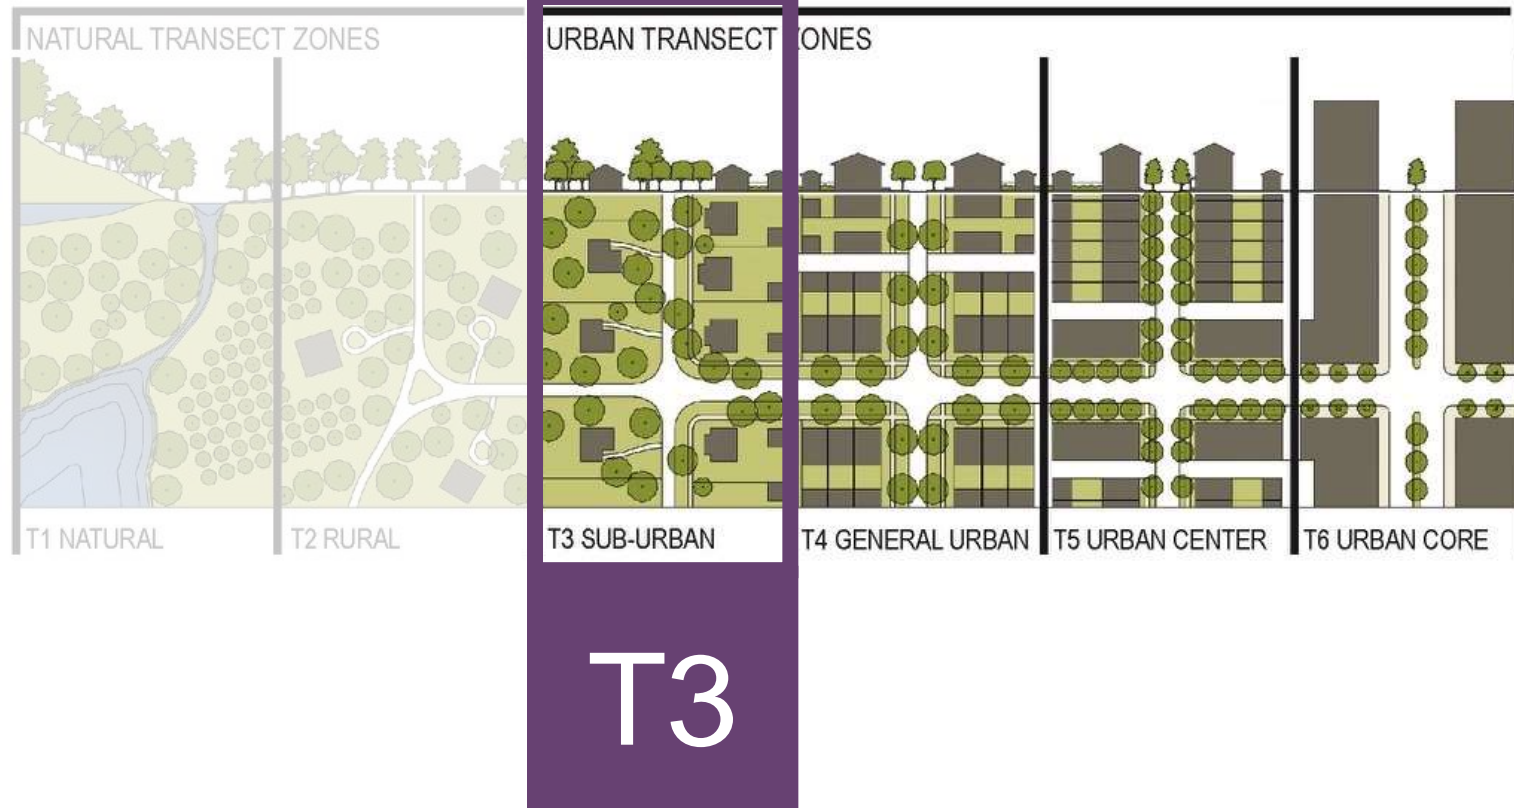 NATURAL TRANSECT ZONES
URBAN TRANSECT ZONES
T1 NATURAL
T2 RURAL
T3 SUB-URBAN
T4 GENERAL URBAN
T5 URBAN CENTER
T6 URBAN CORE
T3